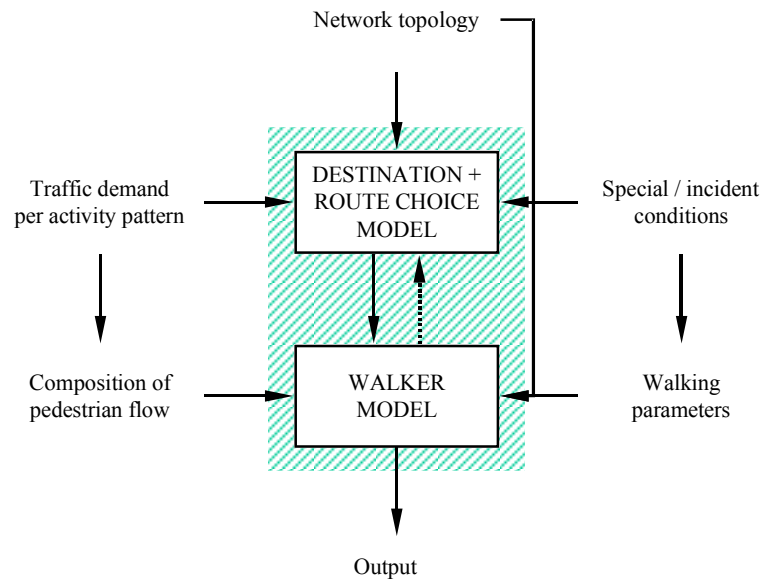 Network topology
DESTINATION +
ROUTE CHOICE
MODEL
Traffic demand
per activity pattern
Special / incident
conditions
Composition of
pedestrian flow
WALKER
MODEL
Walking
parameters
Output